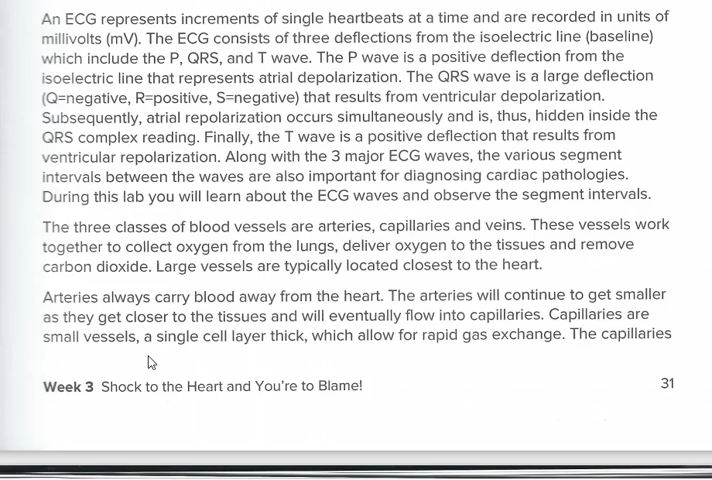 An ECG represents increments of single heartbeats at a time and are recorded in units of
millivolts (mV). The ECG consists of three deflections from the isoelectric line (baseline)
which include the P, QRS, and T wave. The P wave is a positive deflection from the
isoelectric line that represents atrial depolarization. The QRS wave is a large deflection
(Q=negative, R=positive, S=negative) that results from ventricular depolarization.
Subsequently, atrial repolarization occurs simultaneously and is, thus, hidden inside the
QRS complex reading. Finally, the T wave is a positive deflection that results from
ventricular repolarization. Along with the 3 major ECG waves, the various segment
intervals between the waves are also important for diagnosing cardiac pathologies.
During this lab you will learn about the ECG waves and observe the segment intervals.
The three classes of blood vessels are arteries, capillaries and veins. These vessels work
together to collect oxygen from the lungs, deliver oxygen to the tissues and remove
carbon dioxide. Large vessels are typically located closest to the heart.
Arteries always carry blood away from the heart. The arteries will continue to get smaller
as they get closer to the tissues and will eventually flow into capillaries. Capillaries are
small vessels, a single cell layer thick, which allow for rapid gas exchange. The capillaries
Week 3 Shock to the Heart and You're to Blame! 31